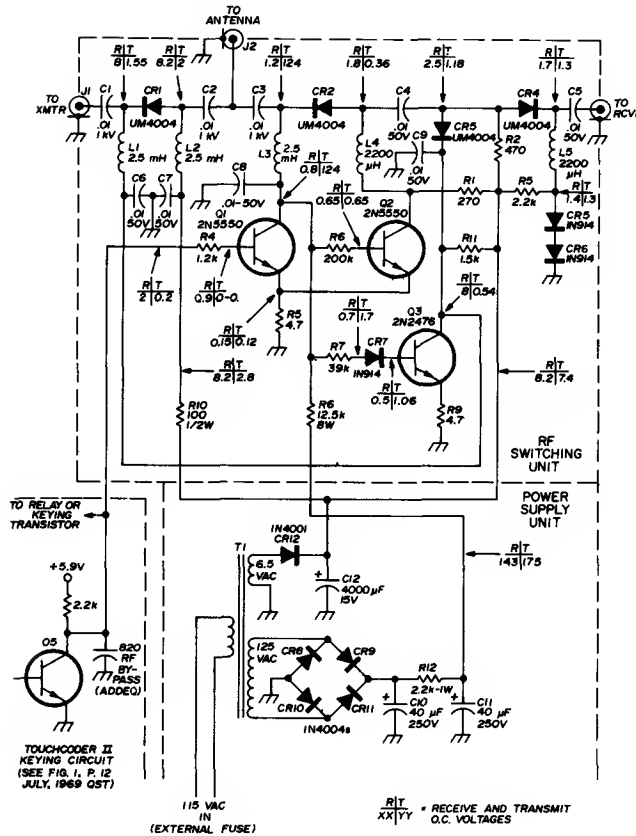 TO
ANTENNA
J2
R|T
8|1.55
R|T
8.2|2
R|T
1.2|124
R|T
1.8|0.36
R|T
2.5|1.18
R|T
1.7|1.3
TO
XMTR
J1
C1
.01
1 kV
CR1
UM4004
C2
.01
1 kV
C3
.01
1 kV
CR2
UM4004
C4
.01
50V
CR5
UM4004
CR4
UM4004
C5
.01
50V
TO
RCVR
L1
2.5 mH
L2
2.5 mH
L3
2.5
mH
L4
2200
µH
C9
.01
50V
R2
470
L5
2200
µH
C6
.01
50V
C7
.01
50V
C8
.01-50V
R|T
0.8|124
Q1
2N5550
R|T
0.65|0.65
Q2
2N5550
R1
270
R5
2.2k
R|T
1.4|1.3
CR5
1N914
CR6
1N914
R4
1.2k
R6
200k
R11
1.5k
R|T
2|0.2
R|T
0.9|0-0.
R|T
0.15|0.12
R5
4.7
R|T
0.7|1.7
Q3
2N2476
R|T
8|0.54
R7
39k
CR7
1N914
R|T
0.5|1.06
R|T
8.2|2.8
R|T
8.2|7.4
R10
100
1/2W
R6
12.5k
8W
R9
4.7
RF
SWITCHING
UNIT
POWER
SUPPLY
UNIT
TO RELAY OR
KEYING
TRANSISTOR
+5.9V
2.2k
Q5
820
RF
BY-
PASS
(ADDED)
T1
6.5
VAC
1N4001
CR12
C12
4000 µF
15V
R|T
143|175
125
VAC
CR8
CR9
CR10
CR11
1N4004s
R12
2.2k-1W
C10
40 µF
250V
C11
40 µF
250V
TOUCHCODER II
KEYING CIRCUIT
(SEE FIG. 1, P. 12
JULY, 1969 QST)
115 VAC
IN
(EXTERNAL FUSE)
R|T
XX|YY = RECEIVE AND TRANSMIT
D.C. VOLTAGES